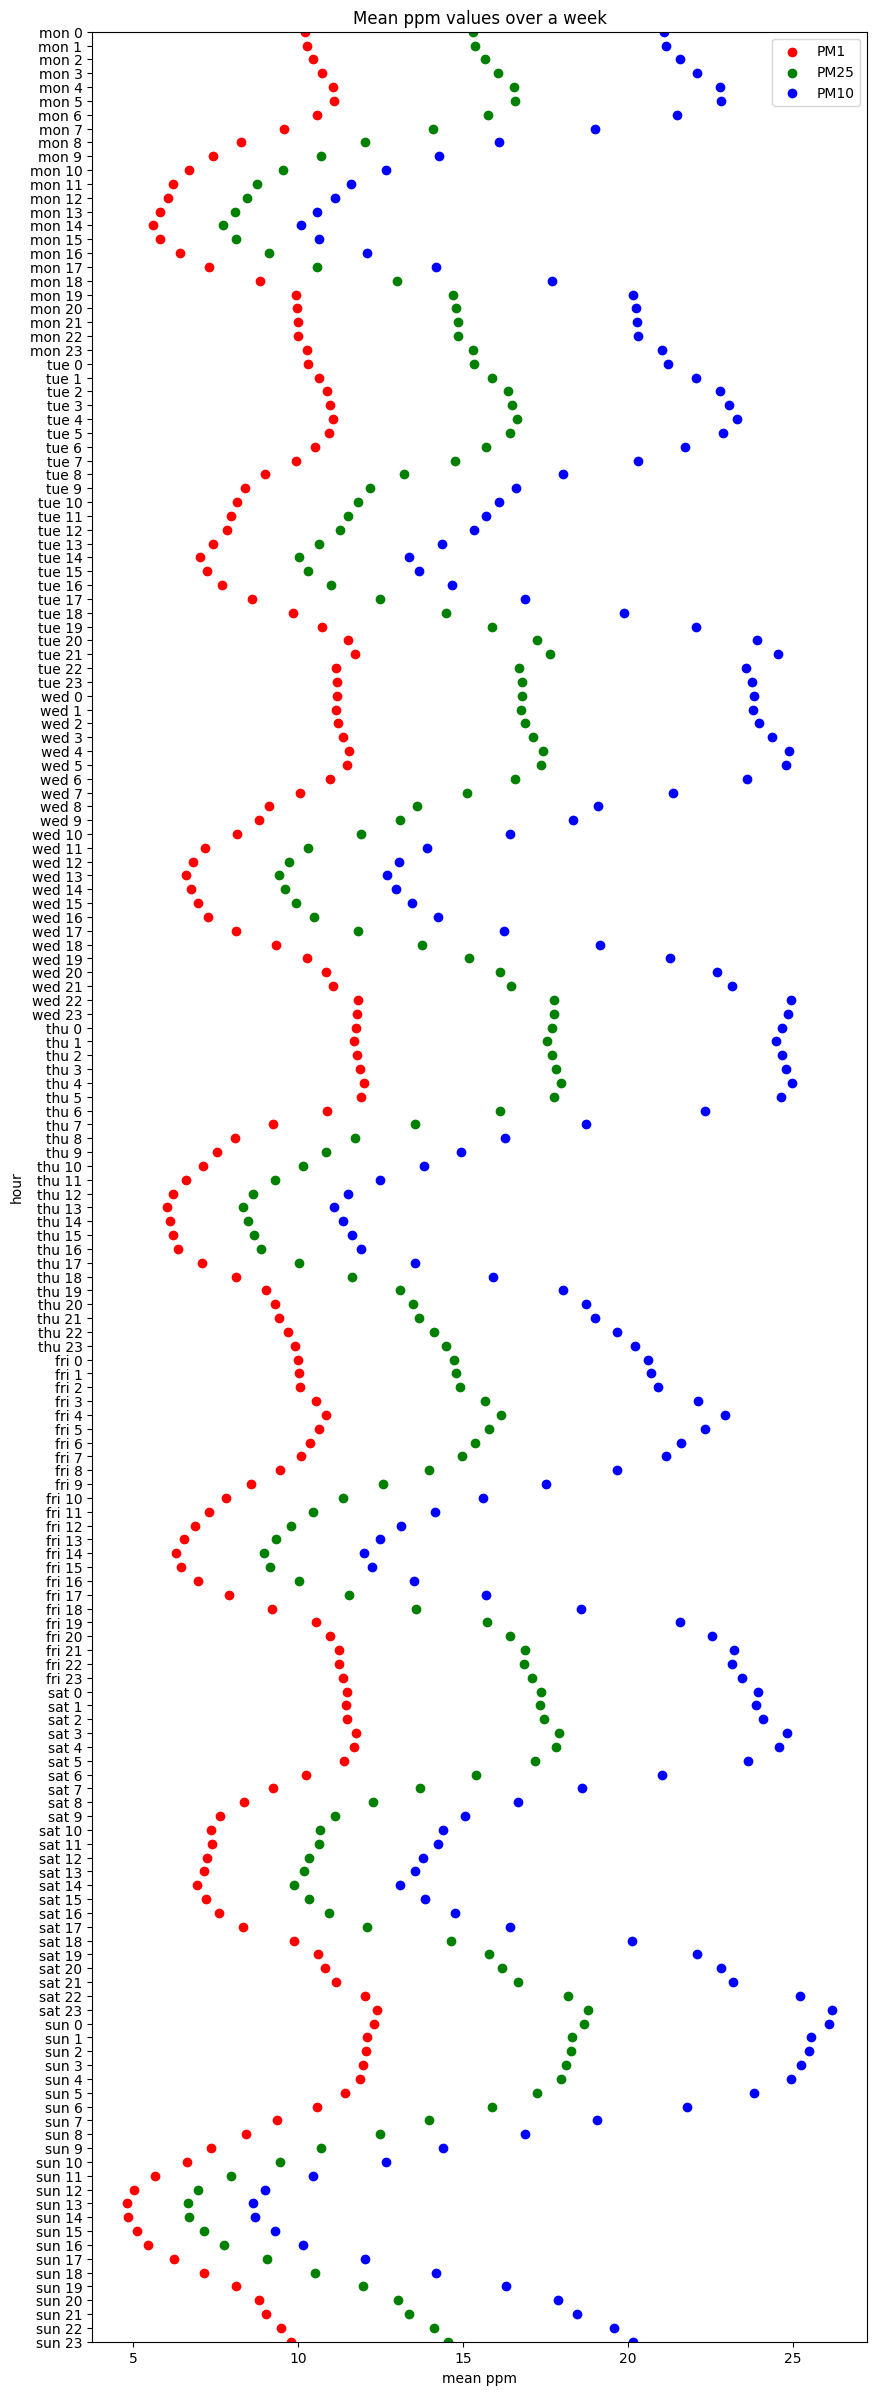 Mean ppm values over a week
PM1
PM25
PM10
mon 0
mon 1
mon 2
mon 3
mon 4
mon 5
mon 6
mon 7
mon 8
mon 9
mon 10
mon 11
mon 12
mon 13
mon 14
mon 15
mon 16
mon 17
mon 18
mon 19
mon 20
mon 21
mon 22
mon 23
tue 0
tue 1
tue 2
tue 3
tue 4
tue 5
tue 6
tue 7
tue 8
tue 9
tue 10
tue 11
tue 12
tue 13
tue 14
tue 15
tue 16
tue 17
tue 18
tue 19
tue 20
tue 21
tue 22
tue 23
wed 0
wed 1
wed 2
wed 3
wed 4
wed 5
wed 6
wed 7
wed 8
wed 9
wed 10
wed 11
wed 12
wed 13
wed 14
wed 15
wed 16
wed 17
wed 18
wed 19
wed 20
wed 21
wed 22
wed 23
thu 0
thu 1
thu 2
thu 3
thu 4
thu 5
thu 6
thu 7
thu 8
thu 9
thu 10
thu 11
thu 12
thu 13
thu 14
thu 15
thu 16
thu 17
thu 18
thu 19
thu 20
thu 21
thu 22
thu 23
fri 0
fri 1
fri 2
fri 3
fri 4
fri 5
fri 6
fri 7
fri 8
fri 9
fri 10
fri 11
fri 12
fri 13
fri 14
fri 15
fri 16
fri 17
fri 18
fri 19
fri 20
fri 21
fri 22
fri 23
sat 0
sat 1
sat 2
sat 3
sat 4
sat 5
sat 6
sat 7
sat 8
sat 9
sat 10
sat 11
sat 12
sat 13
sat 14
sat 15
sat 16
sat 17
sat 18
sat 19
sat 20
sat 21
sat 22
sat 23
sun 0
sun 1
sun 2
sun 3
sun 4
sun 5
sun 6
sun 7
sun 8
sun 9
sun 10
sun 11
sun 12
sun 13
sun 14
sun 15
sun 16
sun 17
sun 18
sun 19
sun 20
sun 21
sun 22
sun 23
hour
5 10 15 20 25
mean ppm